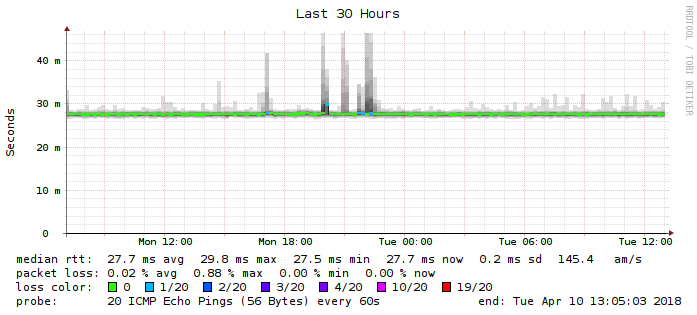 Last 30 Hours
RRDTOOL / TOBI OETIKER
Seconds
40 m
30 m
20 m
10 m
0
Mon 12:00 Mon 18:00 Tue 00:00 Tue 06:00 Tue 12:00
median rtt: 27.7 ms avg 29.8 ms max 27.5 ms min 27.7 ms now 0.2 ms sd 145.4 am/s
packet loss: 0.02 % avg 0.88 % max 0.00 % min 0.00 % now
loss color: 0 1/20 2/20 3/20 4/20 10/20 19/20
probe: 20 ICMP Echo Pings (56 Bytes) every 60s end: Tue Apr 10 13:05:03 2018